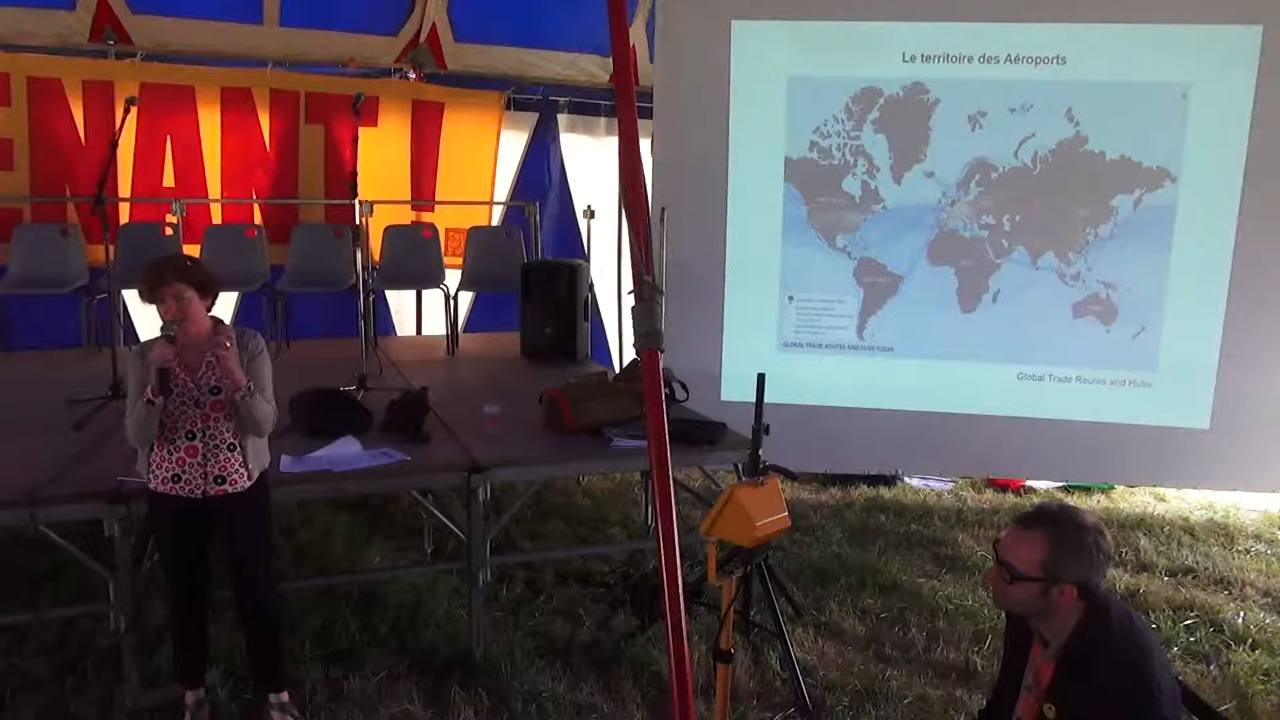 ENANT !
Le territoire des Aéroports
GLOBAL TRADE ROUTES AND HUBS TODAY
Global Trade Routes and Hubs